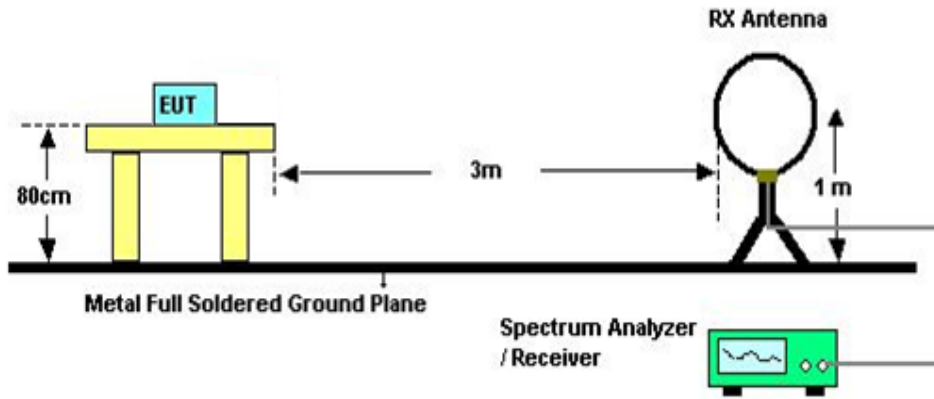 RX Antenna
EUT
3m
80cm
1 m
Metal Full Soldered Ground Plane
Spectrum Analyzer
/ Receiver